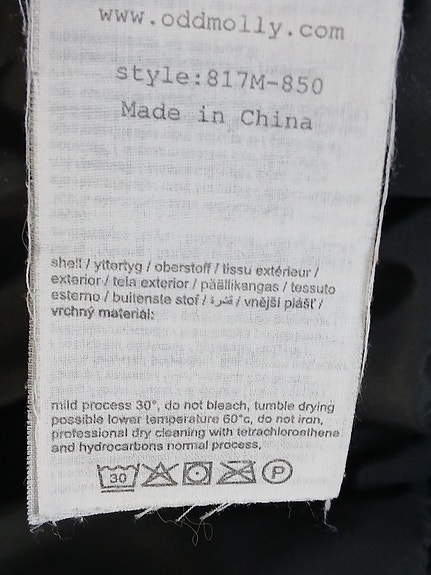 www.oddmolly.com
style:817M-850
Made in China
shell / yttertyg / oberstoff / tissu extérieur /
exterior / tela exterior / päällikangas / tessuto
esterno / buitenste stof / قشرة / vnější plášť /
vrchný materiál:
mild process 30°, do not bleach, tumble drying
possible lower temperature 60°c, do not iron,
professional dry cleaning with tetrachloroethene
and hydrocarbons normal process.
30 P